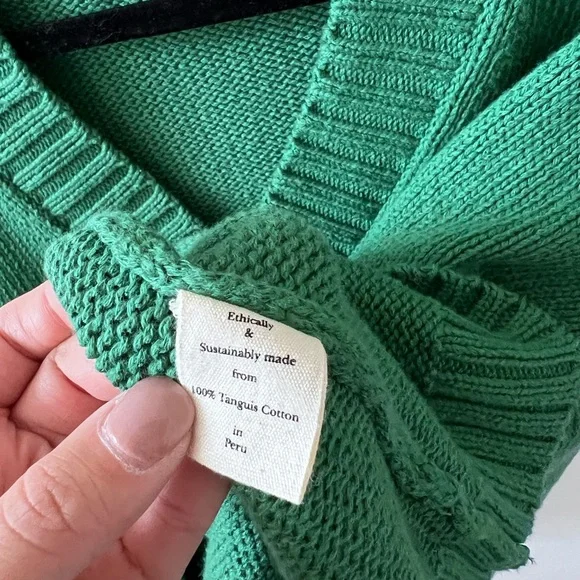 Ethically
&
Sustainably made
from
100% Tanguis Cotton
in
Peru